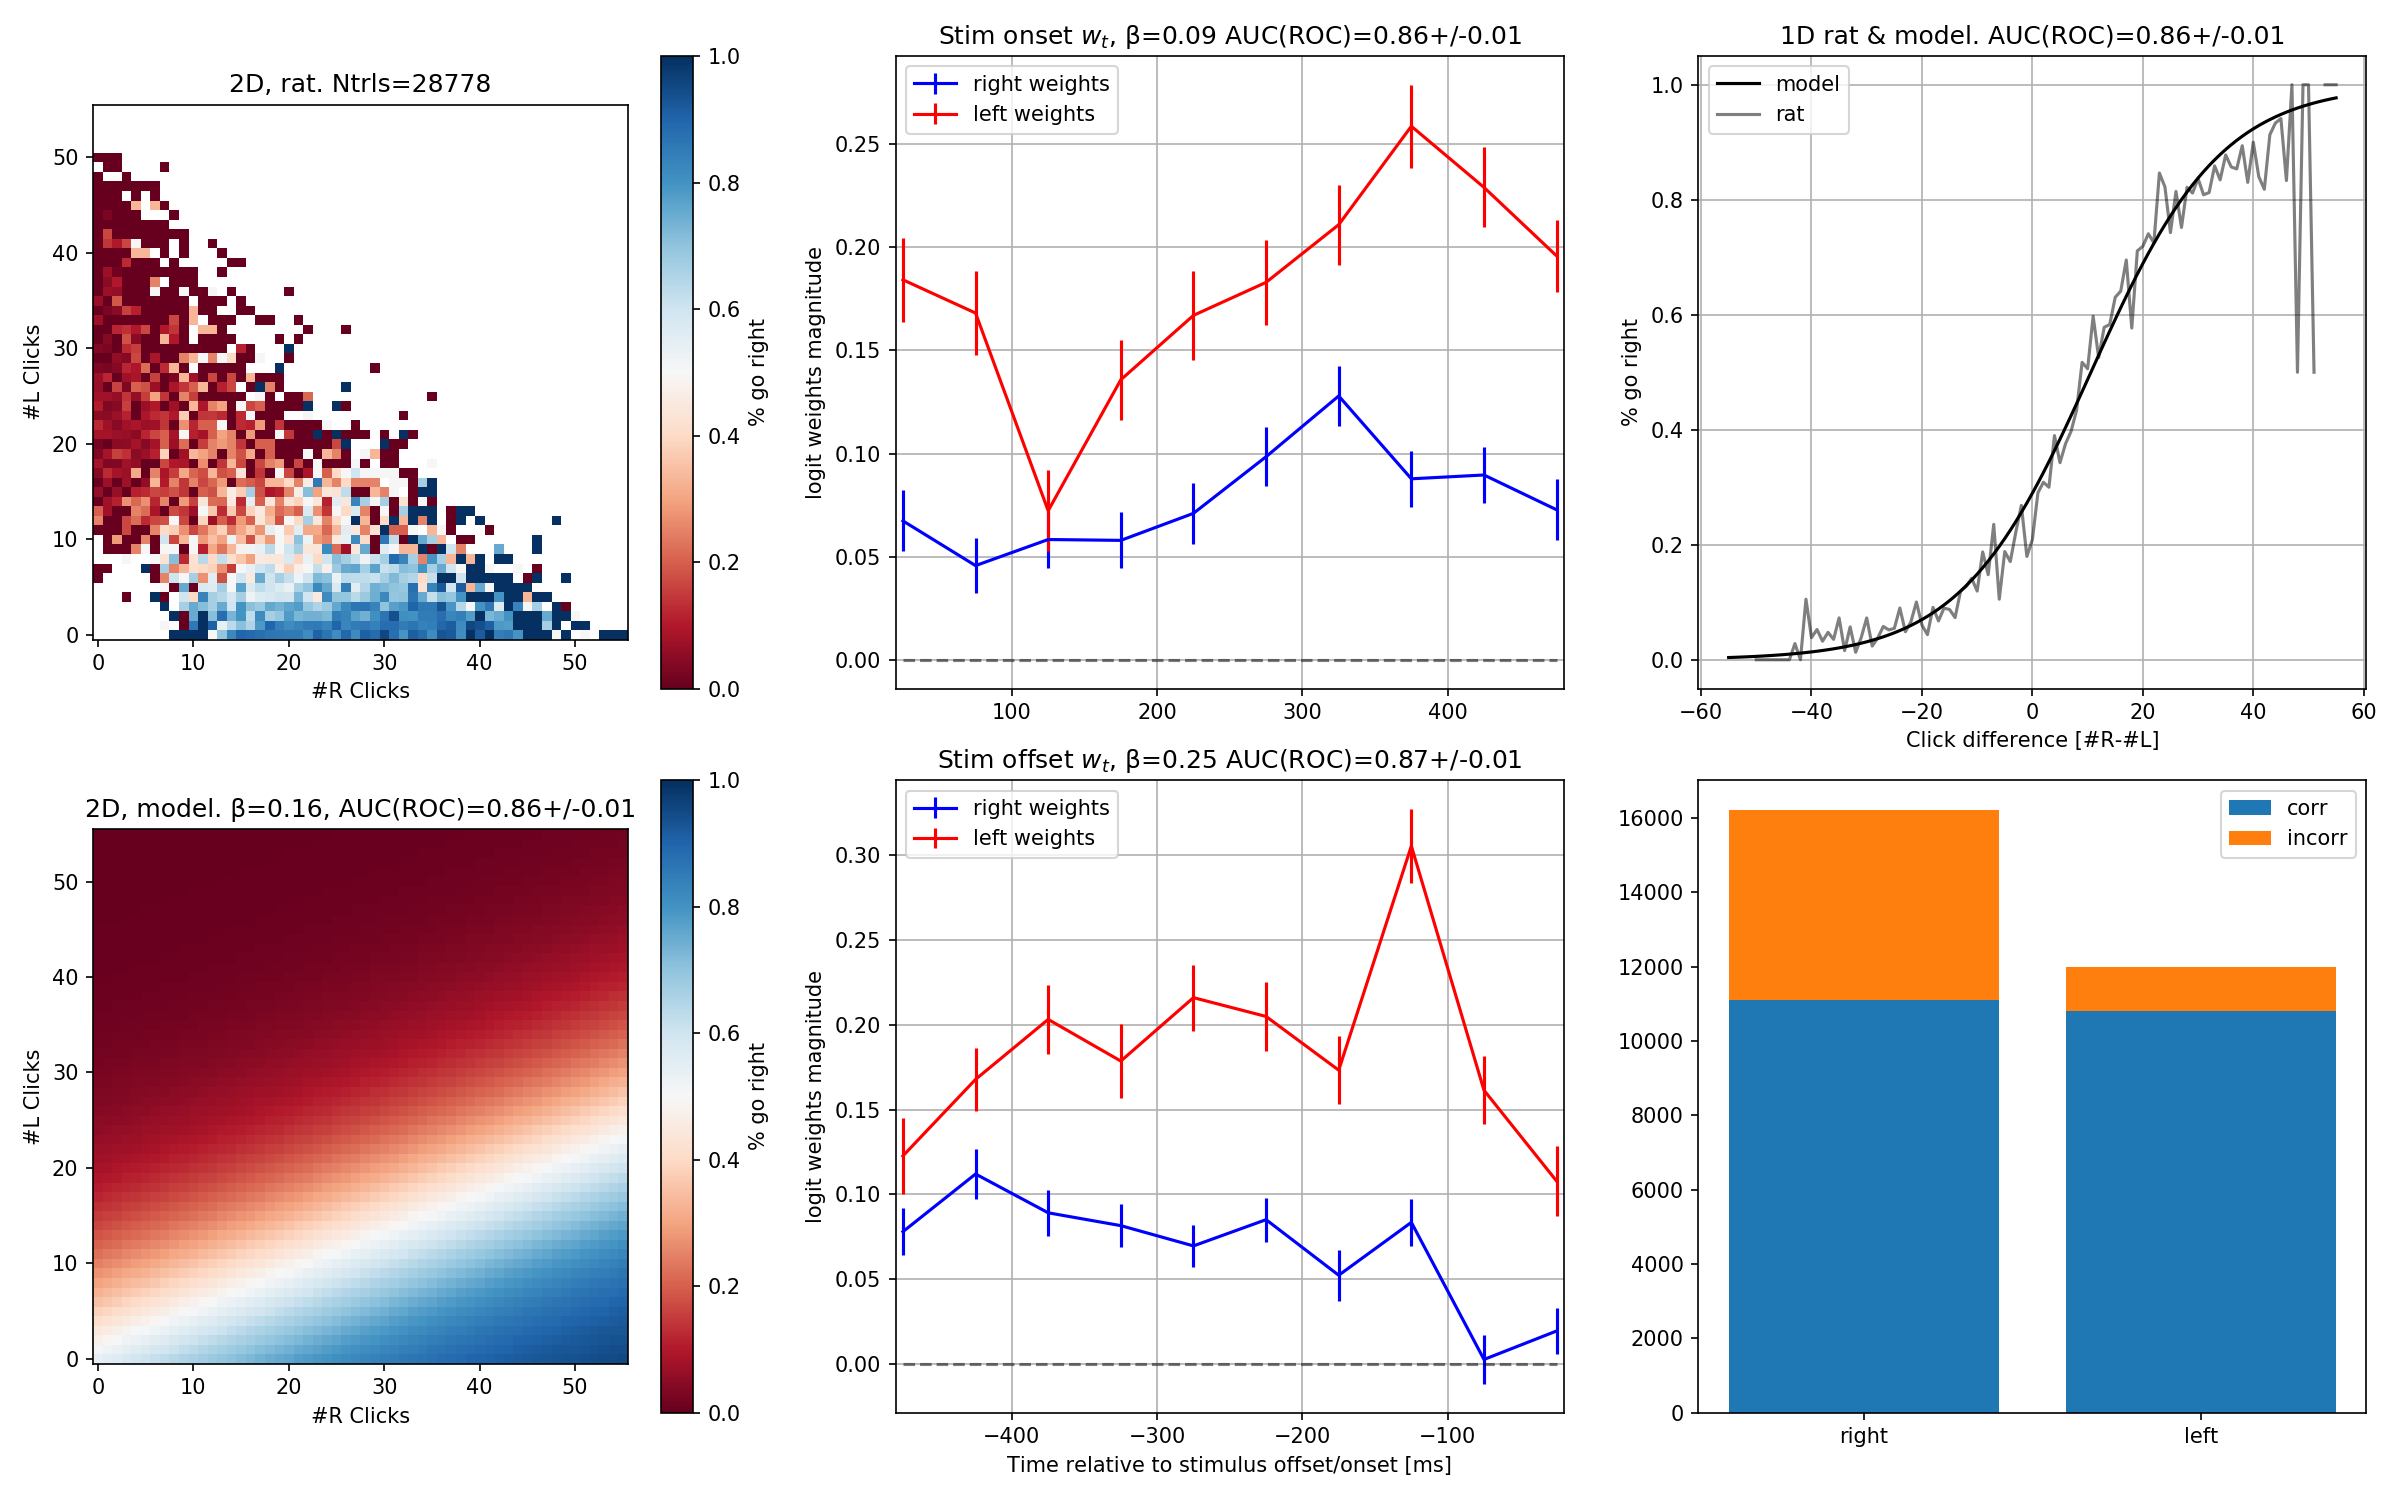 2D, rat. Ntrls=28778
#L Clicks
50
40
30
20
10
0
0 10 20 30 40 50
#R Clicks
1.0
0.8
0.6
0.4
0.2
0.0
% go right
Stim onset wt, β=0.09 AUC(ROC)=0.86+/-0.01
right weights
left weights
logit weights magnitude
0.25
0.20
0.15
0.10
0.05
0.00
100 200 300 400
1D rat & model. AUC(ROC)=0.86+/-0.01
model
rat
% go right
1.0
0.8
0.6
0.4
0.2
0.0
−60 −40 −20 0 20 40 60
Click difference [#R-#L]
2D, model. β=0.16, AUC(ROC)=0.86+/-0.01
#L Clicks
50
40
30
20
10
0
0 10 20 30 40 50
#R Clicks
1.0
0.8
0.6
0.4
0.2
0.0
% go right
Stim offset wt, β=0.25 AUC(ROC)=0.87+/-0.01
right weights
left weights
logit weights magnitude
0.30
0.25
0.20
0.15
0.10
0.05
0.00
−400 −300 −200 −100
Time relative to stimulus offset/onset [ms]
corr
incorr
16000
14000
12000
10000
8000
6000
4000
2000
0
right left